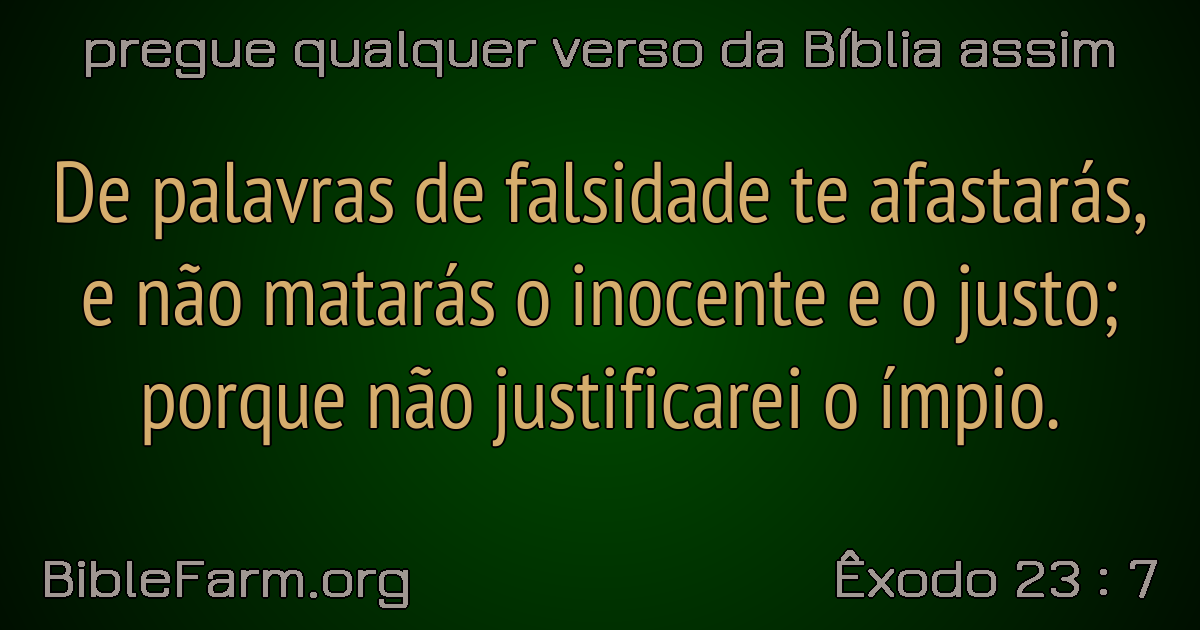 pregue qualquer verso da Bíblia assim
De palavras de falsidade te afastarás,
e não matarás o inocente e o justo;
porque não justificarei o ímpio.
BibleFarm.org
Êxodo 23 : 7